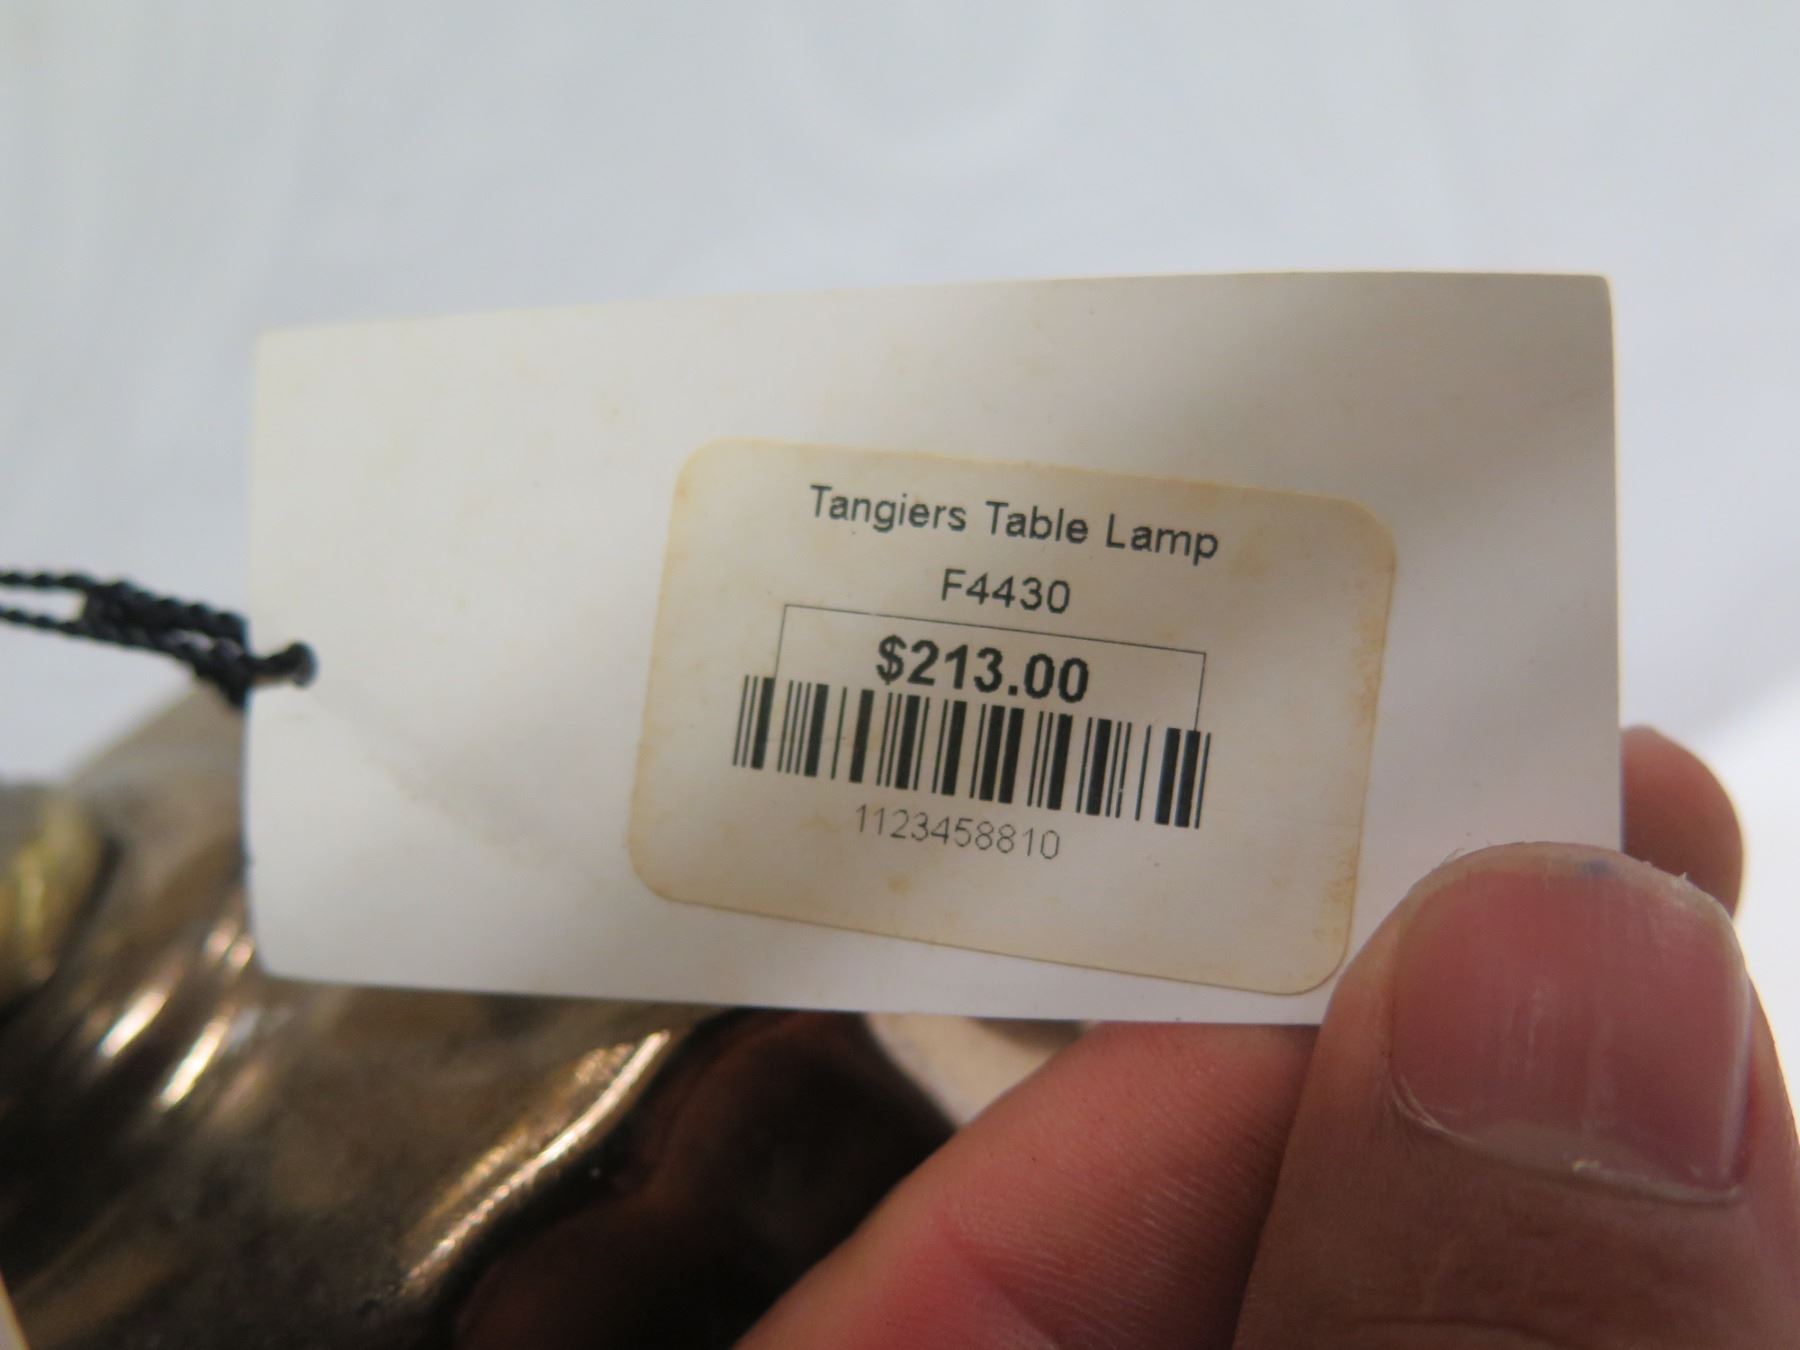 Tangiers Table Lamp
F4430
$213.00
1123458810